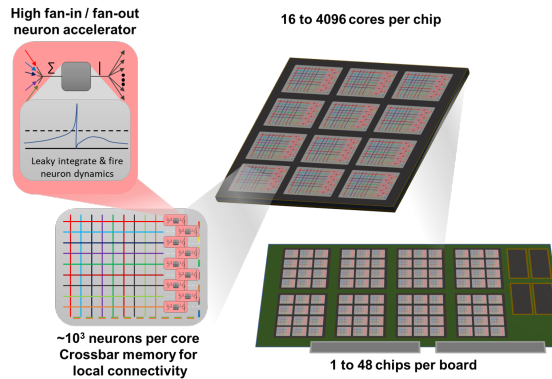 High fan-in / fan-out
neuron accelerator
Σ
Leaky integrate & fire
neuron dynamics
16 to 4096 cores per chip
~10³ neurons per core
Crossbar memory for
local connectivity
1 to 48 chips per board